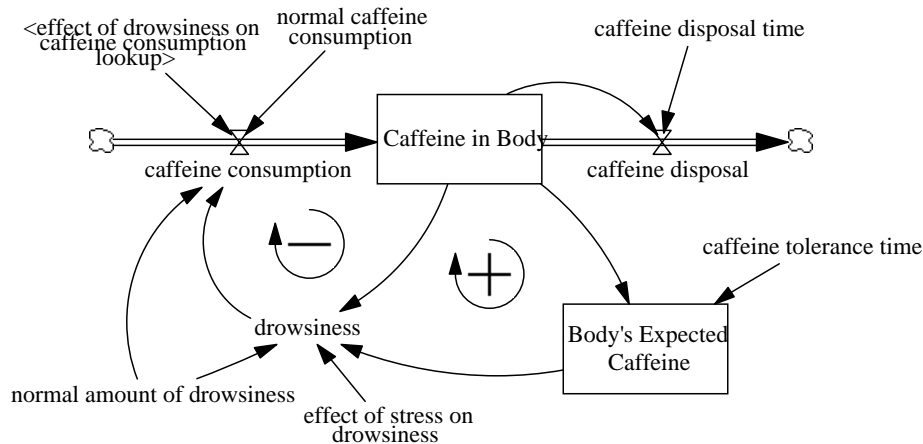 <effect of drowsiness on
caffeine consumption
lookup>
normal caffeine
consumption
caffeine disposal time
Caffeine in Body
caffeine consumption
caffeine disposal
caffeine tolerance time
drowsiness
Body's Expected
Caffeine
normal amount of drowsiness
effect of stress on
drowsiness